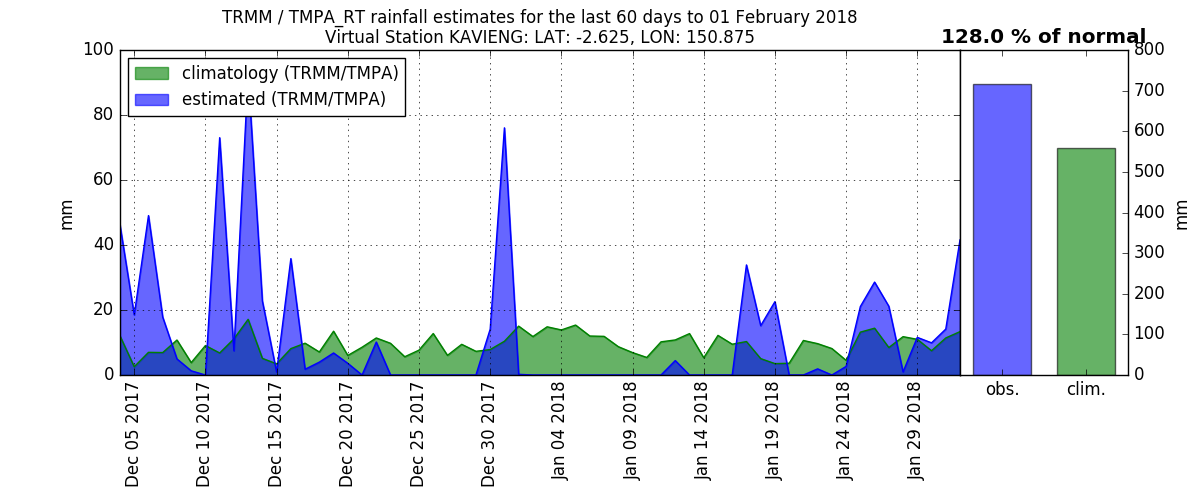 TRMM / TMPA_RT rainfall estimates for the last 60 days to 01 February 2018
Virtual Station KAVIENG: LAT: -2.625, LON: 150.875
128.0 % of normal
climatology (TRMM/TMPA)
estimated (TRMM/TMPA)
mm
100
80
60
40
20
0
Dec 05 2017
Dec 10 2017
Dec 15 2017
Dec 20 2017
Dec 25 2017
Dec 30 2017
Jan 04 2018
Jan 09 2018
Jan 14 2018
Jan 19 2018
Jan 24 2018
Jan 29 2018
obs.
clim.
800
700
600
500
400
300
200
100
0
mm